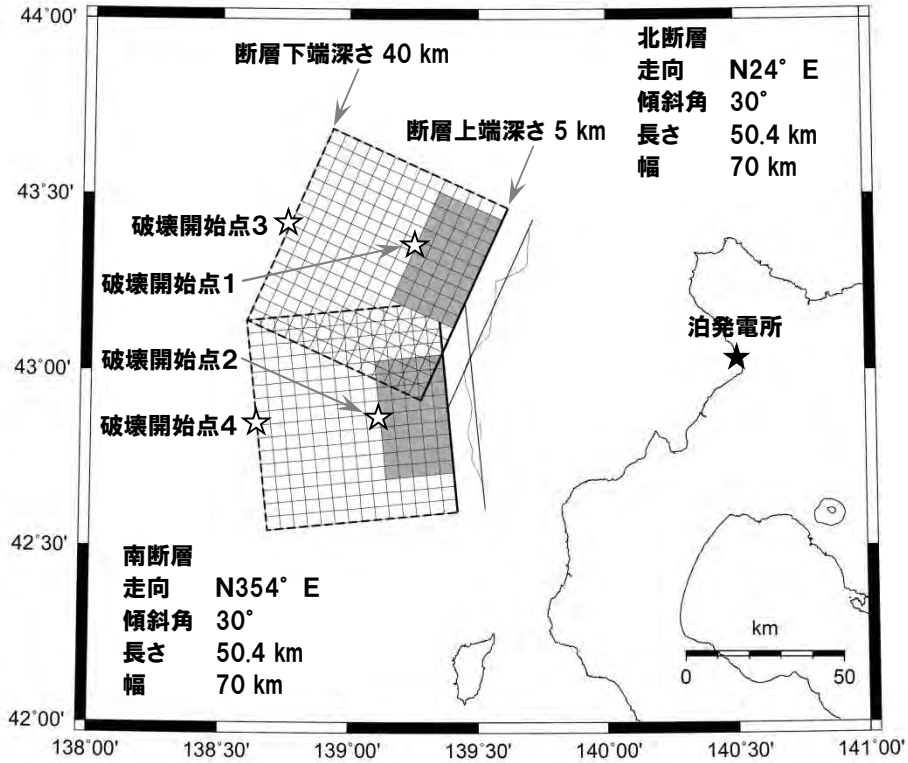 44°00'
43°30'
43°00'
42°30'
42°00'
138°00'
138°30'
139°00'
139°30'
140°00'
140°30'
141°00'
断層下端深さ 40 km
断層上端深さ 5 km
北断層
走向 N24° E
傾斜角 30°
長さ 50.4 km
幅 70 km
破壊開始点3
破壊開始点1
破壊開始点2
破壊開始点4
泊発電所
南断層
走向 N354° E
傾斜角 30°
長さ 50.4 km
幅 70 km
km
0 50